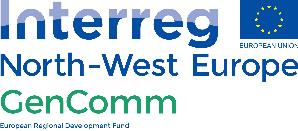 Interreg
EUROPEAN UNION
North-West Europe
GenComm
European Regional Development Fund